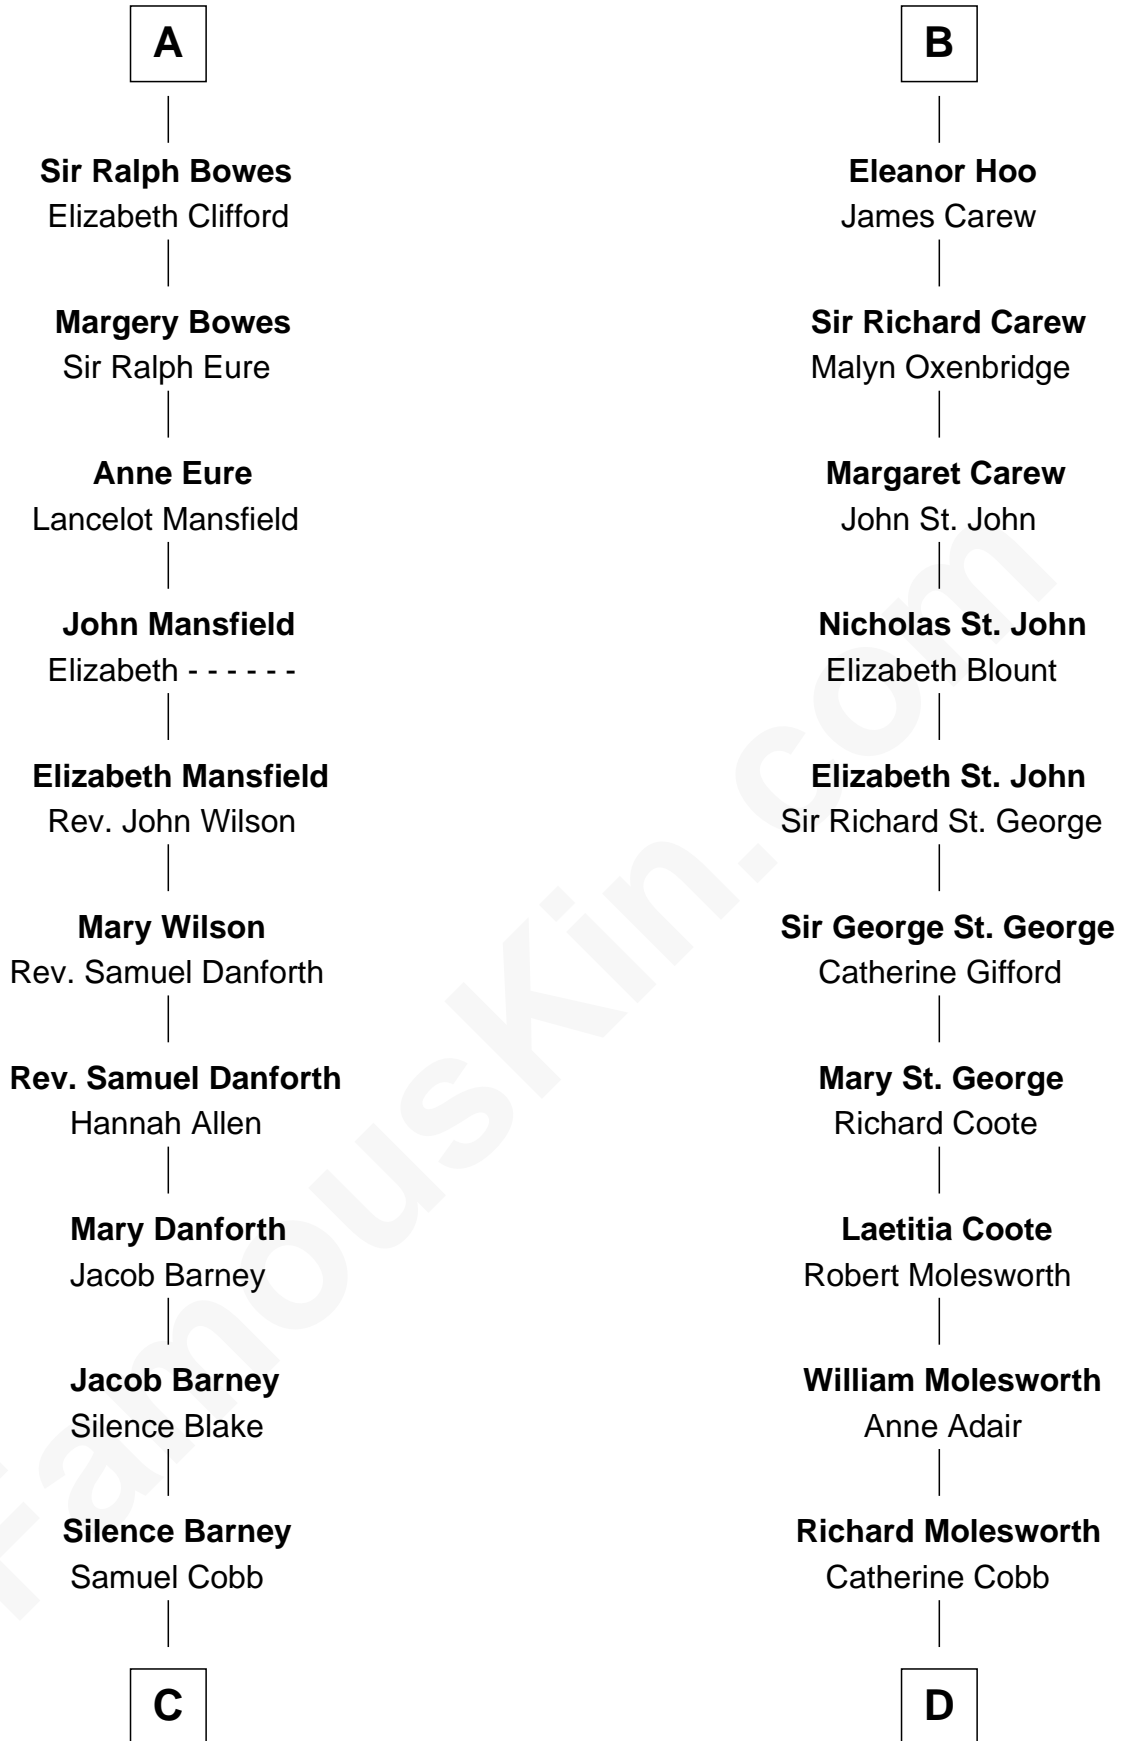 A
Sir Ralph Bowes
Elizabeth Clifford
Margery Bowes
Sir Ralph Eure
Anne Eure
Lancelot Mansfield
John Mansfield
Elizabeth - - - - - -
Elizabeth Mansfield
Rev. John Wilson
Mary Wilson
Rev. Samuel Danforth
Rev. Samuel Danforth
Hannah Allen
Mary Danforth
Jacob Barney
Jacob Barney
Silence Blake
Silence Barney
Samuel Cobb
C
B
Eleanor Hoo
James Carew
Sir Richard Carew
Malyn Oxenbridge
Margaret Carew
John St. John
Nicholas St. John
Elizabeth Blount
Elizabeth St. John
Sir Richard St. George
Sir George St. George
Catherine Gifford
Mary St. George
Richard Coote
Laetitia Coote
Robert Molesworth
William Molesworth
Anne Adair
Richard Molesworth
Catherine Cobb
D
FamousKin.com